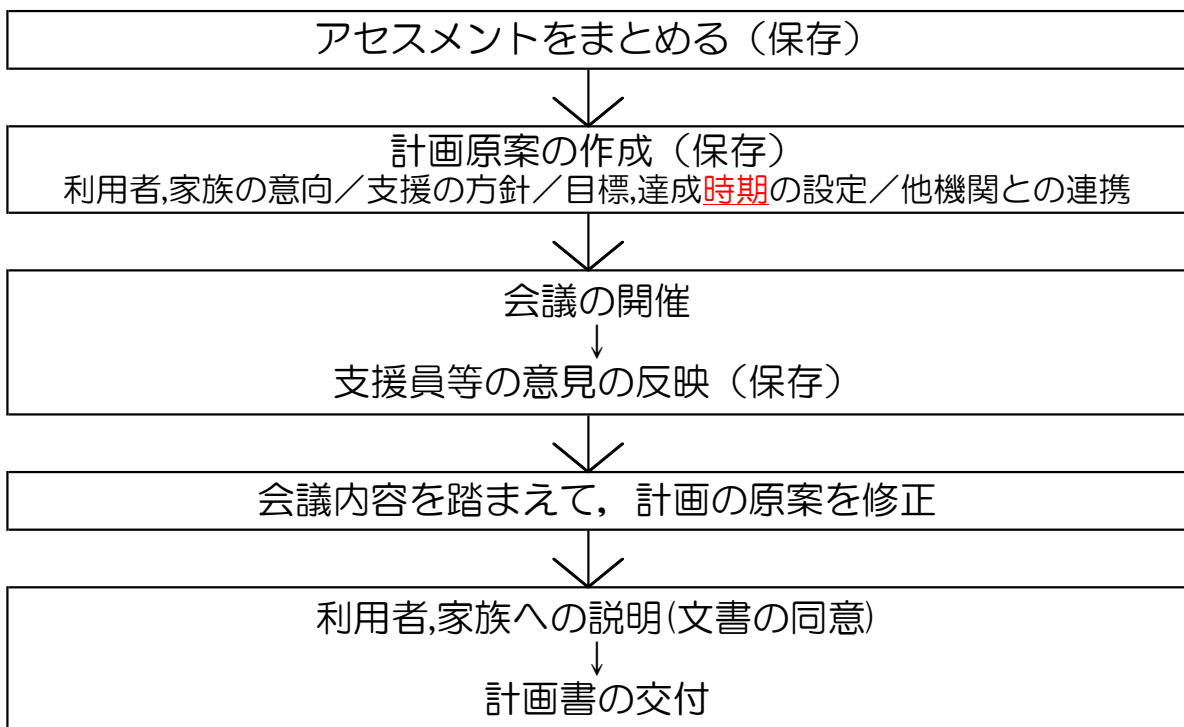 アセスメントをまとめる（保存）
計画原案の作成（保存）
利用者,家族の意向／支援の方針／目標,達成時期の設定／他機関との連携
会議の開催
↓
支援員等の意見の反映（保存）
会議内容を踏まえて，計画の原案を修正
利用者,家族への説明(文書の同意)
↓
計画書の交付